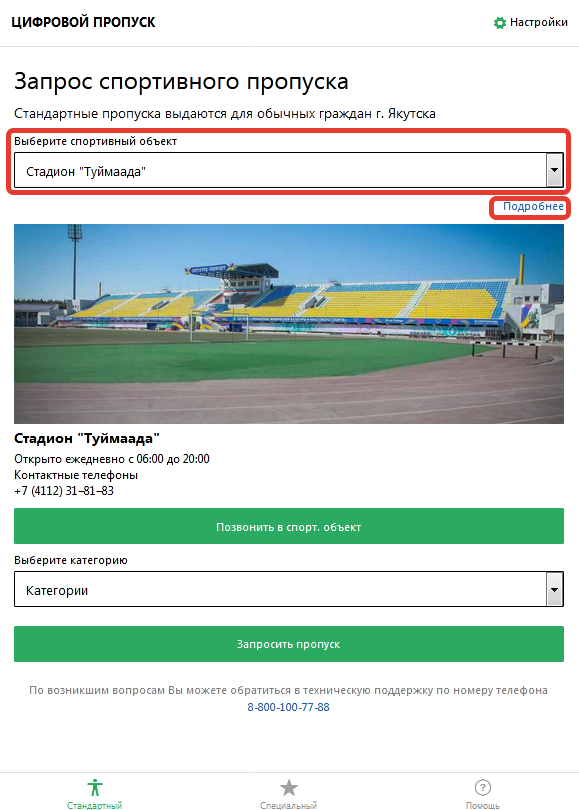 ЦИФРОВОЙ ПРОПУСК
Настройки
Запрос спортивного пропуска
Стандартные пропуска выдаются для обычных граждан г. Якутска
Выберите спортивный объект
Стадион "Туймаада"
Подробнее
Стадион "Туймаада"
Открыто ежедневно с 06:00 до 20:00
Контактные телефоны
+7 (4112) 31–81–83
Позвонить в спорт. объект
Выберите категорию
Категории
Запросить пропуск
По возникшим вопросам Вы можете обратиться в техническую поддержку по номеру телефона
8-800-100-77-88
Стандартный
Специальный
Помощь